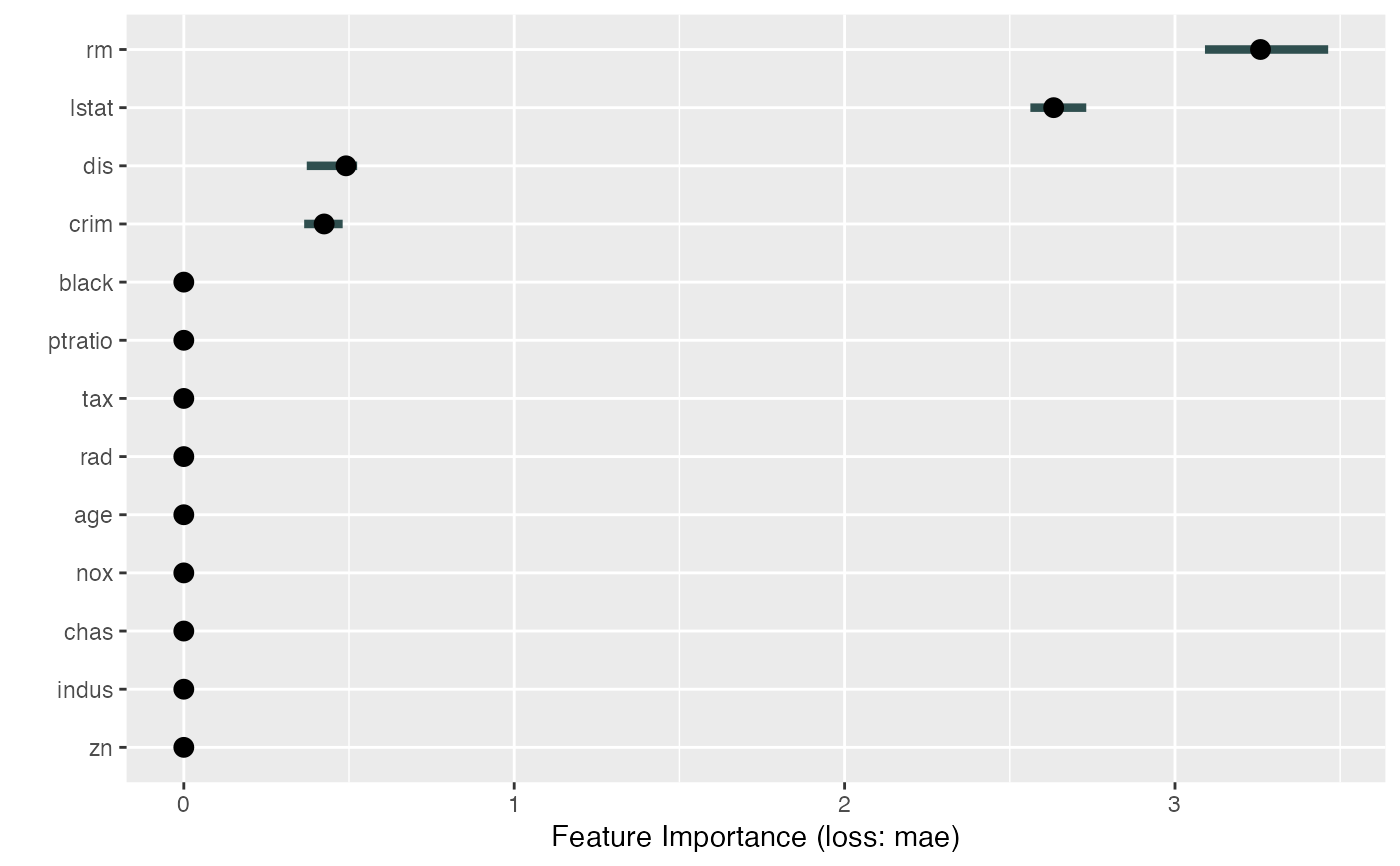 rm
lstat
dis
crim
black
ptratio
tax
rad
age
nox
chas
indus
zn
0 1 2 3
Feature Importance (loss: mae)